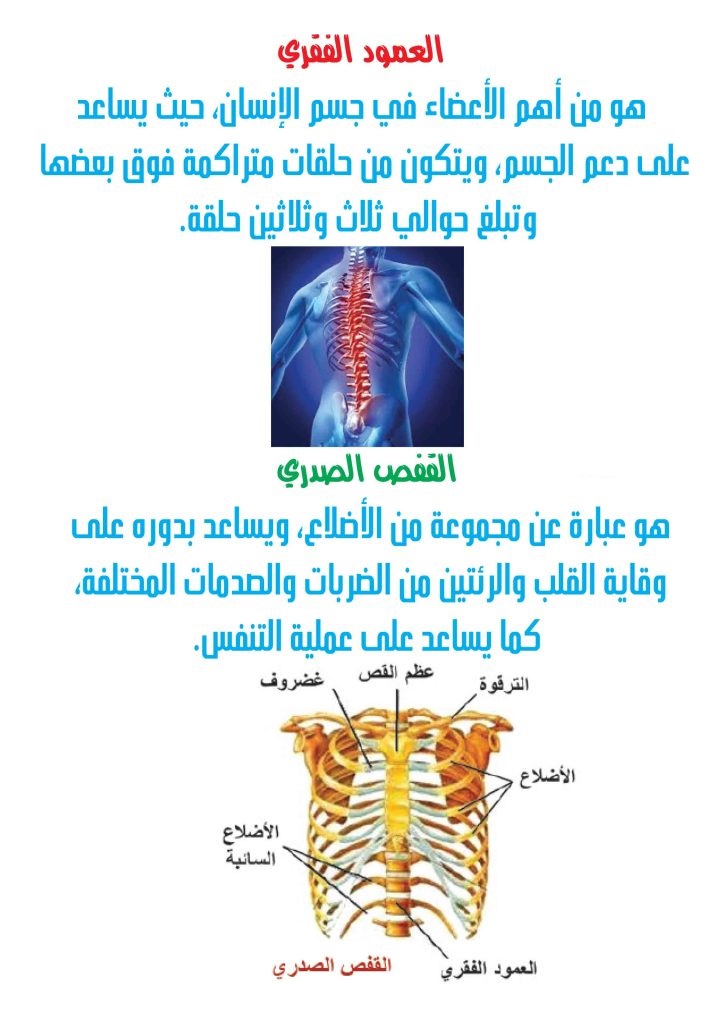 العمود الفقري
هو من أهم الأعضاء في جسم الإنسان، حيث يساعد
على دعم الجسم، ويتكون من حلقات متراكمة فوق بعضها
وتبلغ حوالي ثلاث وثلاثين حلقة.
القفص الصدري
هو عبارة عن مجموعة من الأضلاع، ويساعد بدوره على
وقاية القلب والرئتين من الضربات والصدمات المختلفة،
كما يساعد على عملية التنفس.
عظم القص
غضروف
الترقوة
الأضلاع
الأضلاع
السائبة
العمود الفقري
القفص الصدري